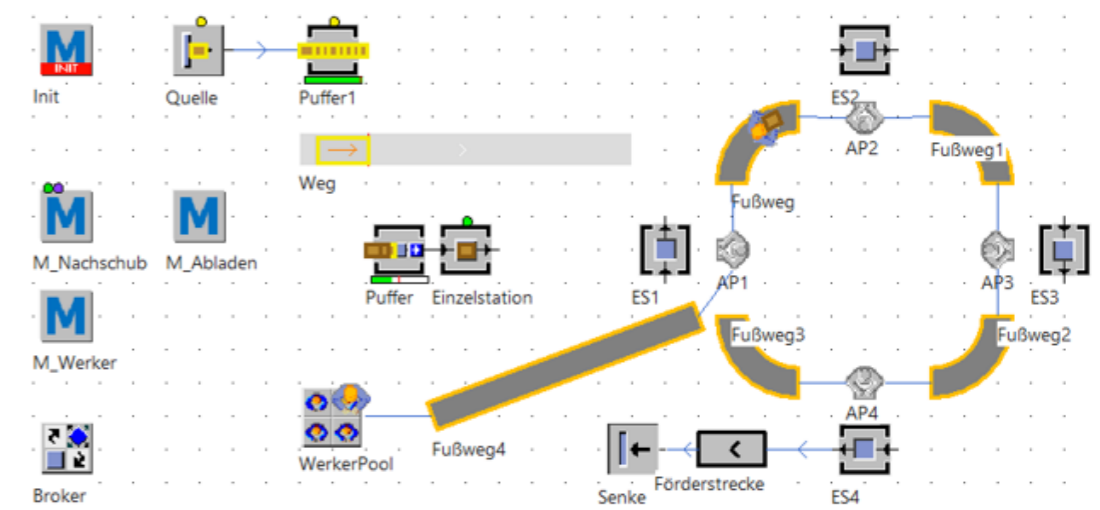 INIT
Init
Quelle
Puffer1
ES2
AP2
Fußweg1
Weg
Fußweg
M_Nachschub
M_Abladen
Puffer
Einzelstation
ES1
AP1
AP3
ES3
M_Werker
Fußweg3
Fußweg2
AP4
WerkerPool
Fußweg4
Broker
Senke
Förderstrecke
ES4